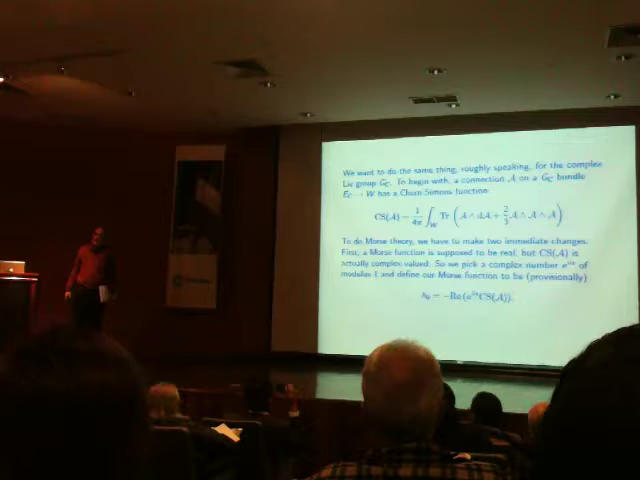 We want to do the same thing, roughly speaking, for the complex
Lie group G_C. To begin with, a connection 𝒜 on a G_C bundle
E_C → W has a Chern-Simons function:
CS(𝒜) = 1/4π ∫_W Tr (𝒜 ∧ d𝒜 + 2/3 𝒜 ∧ 𝒜 ∧ 𝒜)
To do Morse theory, we have to make two immediate changes.
First, a Morse function is supposed to be real, but CS(𝒜) is
actually complex valued. So we pick a complex number e^{iα} of
modulus 1 and define our Morse function to be (provisionally)
h_0 = −Re (e^{iα}CS(𝒜)).